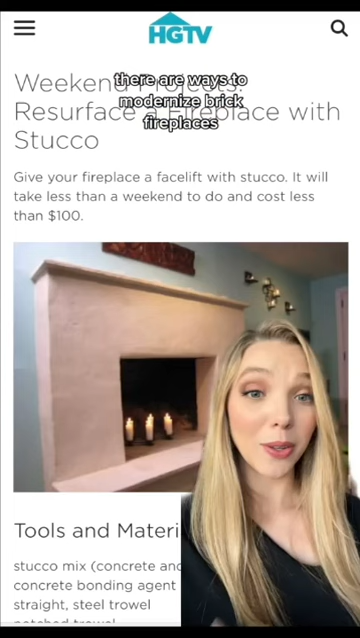 HGTV
Weekend Projects:
there are ways to
modernize brick
fireplaces
Resurface a Fireplace with
Stucco
Give your fireplace a facelift with stucco. It will
take less than a weekend to do and cost less
than $100.
Tools and Materi
stucco mix (concrete and
concrete bonding agent
straight, steel trowel
notched trowel